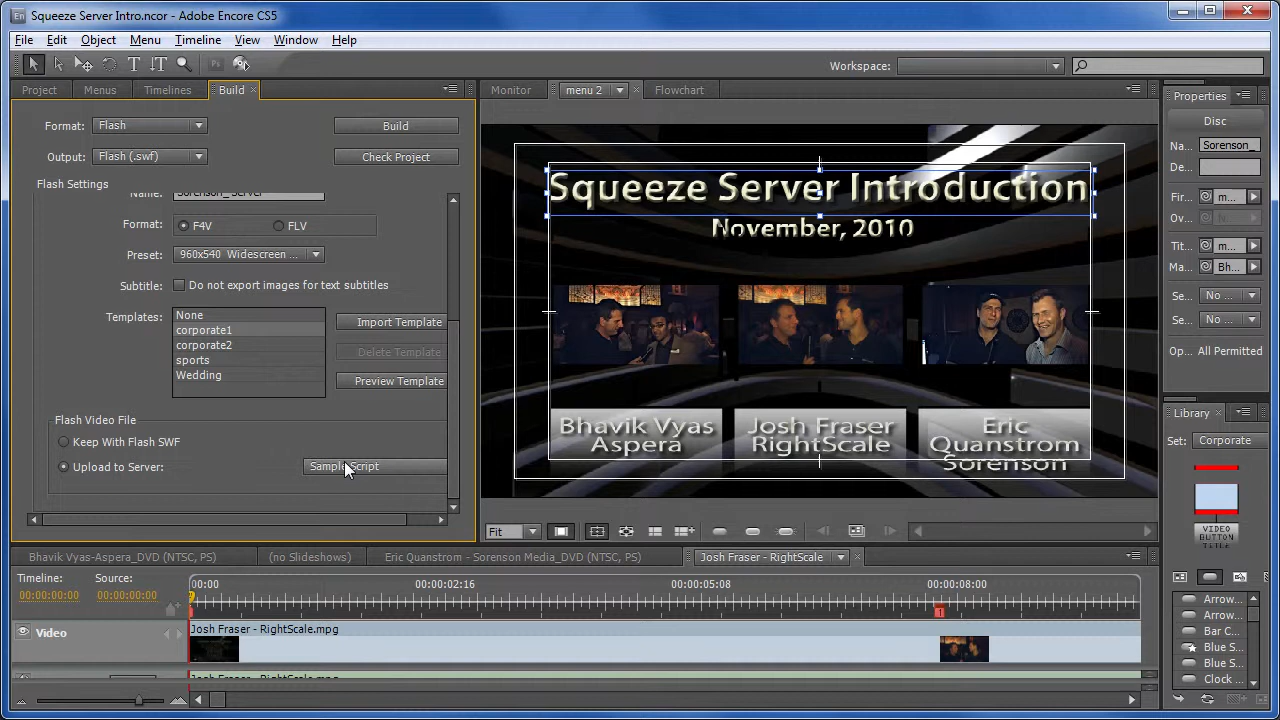 Squeeze Server Intro.ncor - Adobe Encore CS5
File Edit Object Menu Timeline View Window Help
Workspace:
Project Menus Timelines Build
Monitor menu 2 Flowchart
Properties
Disc
Format: Flash Build
Output: Flash (.swf) Check Project
Flash Settings
Name: Sorenson_Server
Format: F4V FLV
Preset: 960x540 Widescreen ...
Subtitle: Do not export images for text subtitles
Templates:
None
corporate1
corporate2
sports
Wedding
Import Template
Delete Template
Preview Template
Flash Video File
Keep With Flash SWF
Upload to Server: Sample Script
Squeeze Server Introduction
November, 2010
Bhavik Vyas
Aspera
Josh Fraser
RightScale
Eric
Quanstrom
Sorenson
Fit
Na... Sorenson_
De...
Fir... m...
Ov... N...
Tit... m...
Ma... Bh...
Se... No ...
Se... No ...
Op... All Permitted
Library
Set: Corporate
VIDEO
BUTTON
TITLE
Arrow...
Arrow...
Bar C...
Blue S...
Blue S...
Clock ...
Bhavik Vyas-Aspera_DVD (NTSC, PS) (no Slideshows) Eric Quanstrom - Sorenson Media_DVD (NTSC, PS) Josh Fraser - RightScale
Timeline: Source:
00:00:00:00 00:00:00:00
00:00 00:00:02:16 00:00:05:08 00:00:08:00
1
Video
Josh Fraser - RightScale.mpg
Josh Fraser - RightScale.mpg